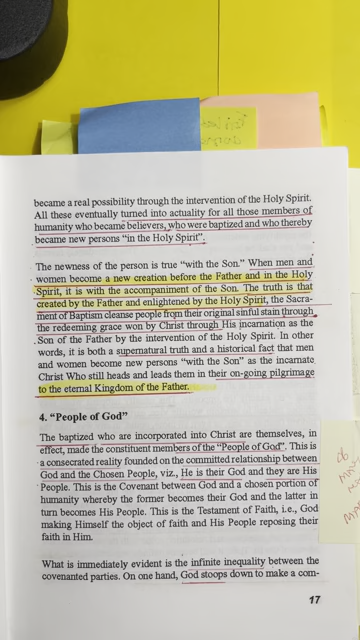 became a real possibility through the intervention of the Holy Spirit.
All these eventually turned into actuality for all those members of
humanity who became believers, who were baptized and who thereby
became new persons “in the Holy Spirit”.
The newness of the person is true “with the Son.” When men and
women become a new creation before the Father and in the Holy
Spirit, it is with the accompaniment of the Son. The truth is that
created by the Father and enlightened by the Holy Spirit, the Sacra-
ment of Baptism cleanse people from their original sinful stain through
the redeeming grace won by Christ through His incarnation as the
Son of the Father by the intervention of the Holy Spirit. In other
words, it is both a supernatural truth and a historical fact that men
and women become new persons “with the Son” as the incarnate
Christ Who still heads and leads them in their on-going pilgrimage
to the eternal Kingdom of the Father.
4. “People of God”
The baptized who are incorporated into Christ are themselves, in
effect, made the constituent members of the “People of God”. This is
a consecrated reality founded on the committed relationship between
God and the Chosen People, viz., He is their God and they are His
People. This is the Covenant between God and a chosen portion of
humanity whereby the former becomes their God and the latter in
turn becomes His People. This is the Testament of Faith, i.e., God
making Himself the object of faith and His People reposing their
faith in Him.
What is immediately evident is the infinite inequality between the
covenanted parties. On one hand, God stoops down to make a com-
17